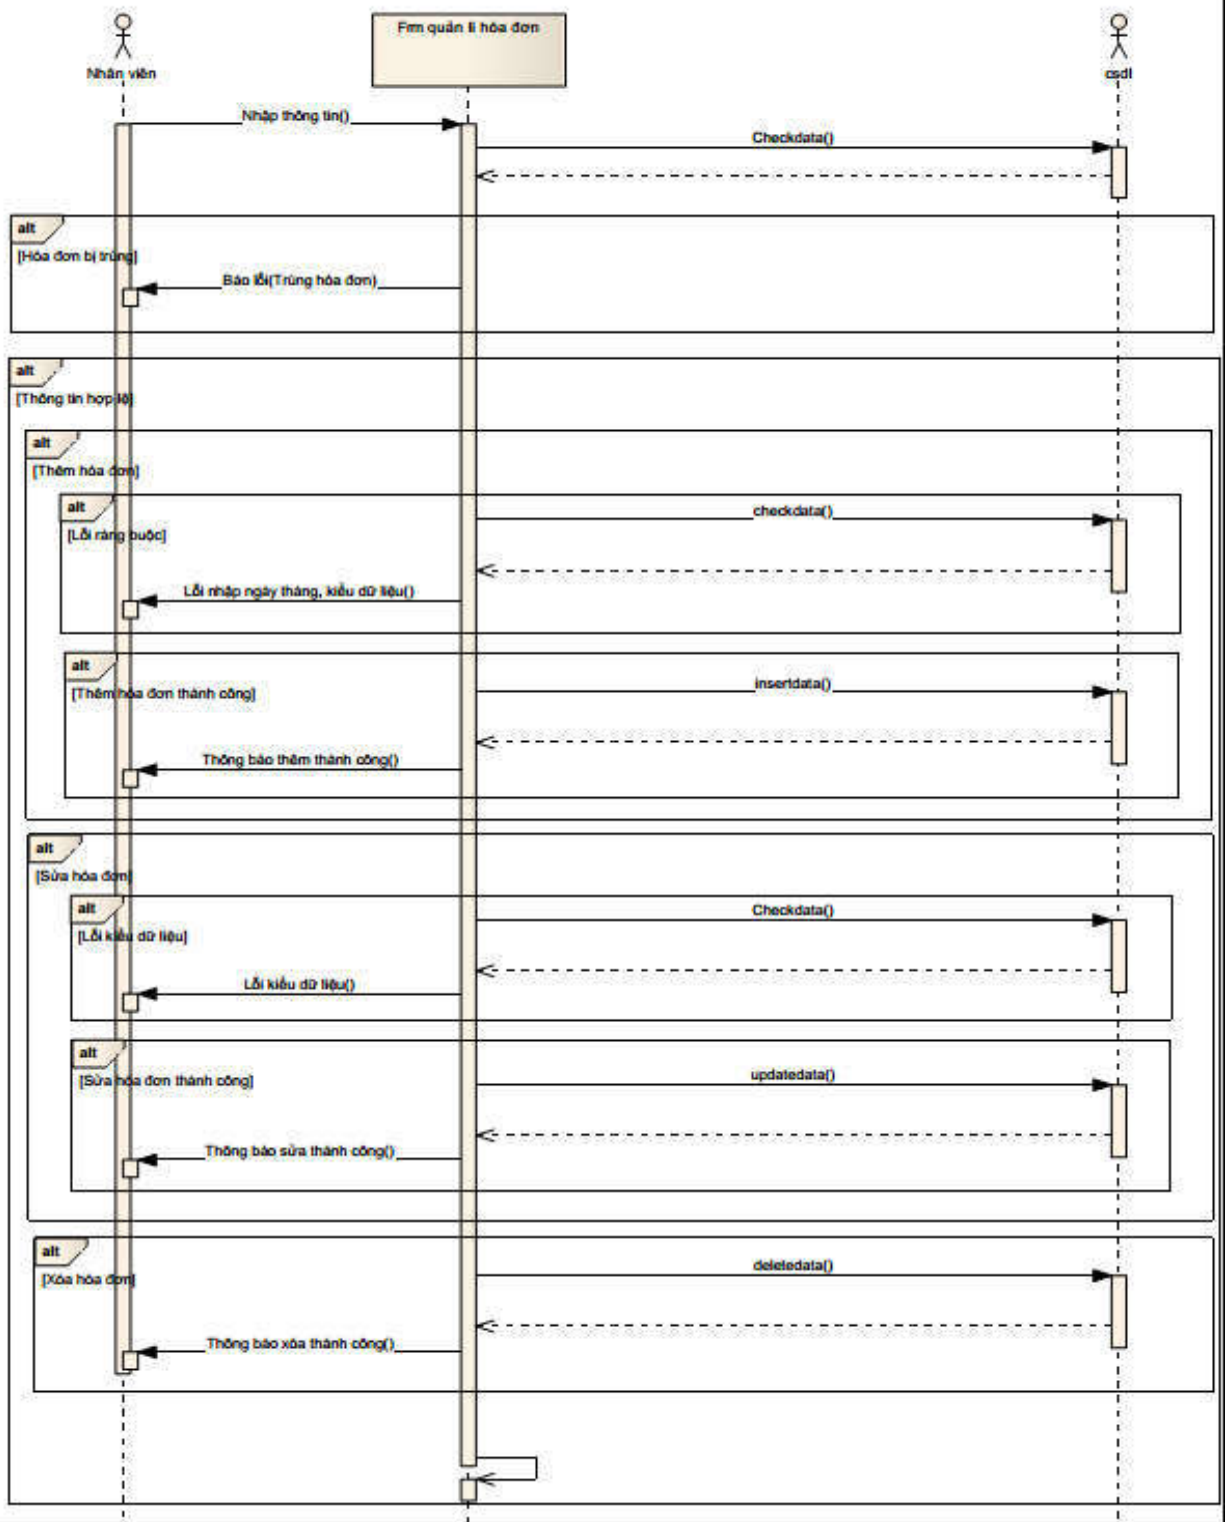 Nhân viên
Frm quản lí hóa đơn
csdl
Nhập thông tin()
Checkdata()
alt
[Hóa đơn bị trùng]
Báo lỗi(Trùng hóa đơn)
alt
[Thông tin hợp lệ]
alt
[Thêm hóa đơn]
alt
checkdata()
[Lỗi ràng buộc]
Lỗi nhập ngày tháng, kiểu dữ liệu()
alt
insertdata()
[Thêm hóa đơn thành công]
Thông báo thêm thành công()
alt
[Sửa hóa đơn]
alt
Checkdata()
[Lỗi kiểu dữ liệu]
Lỗi kiểu dữ liệu()
alt
updatedata()
[Sửa hóa đơn thành công]
Thông báo sửa thành công()
alt
deletedata()
[Xóa hóa đơn]
Thông báo xóa thành công()